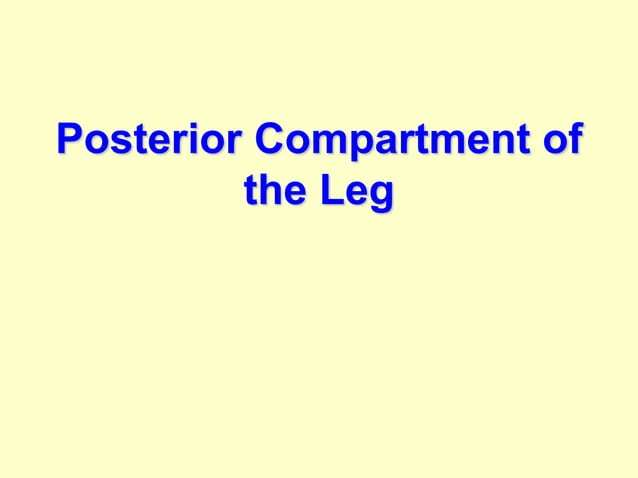 Posterior Compartment of
the Leg